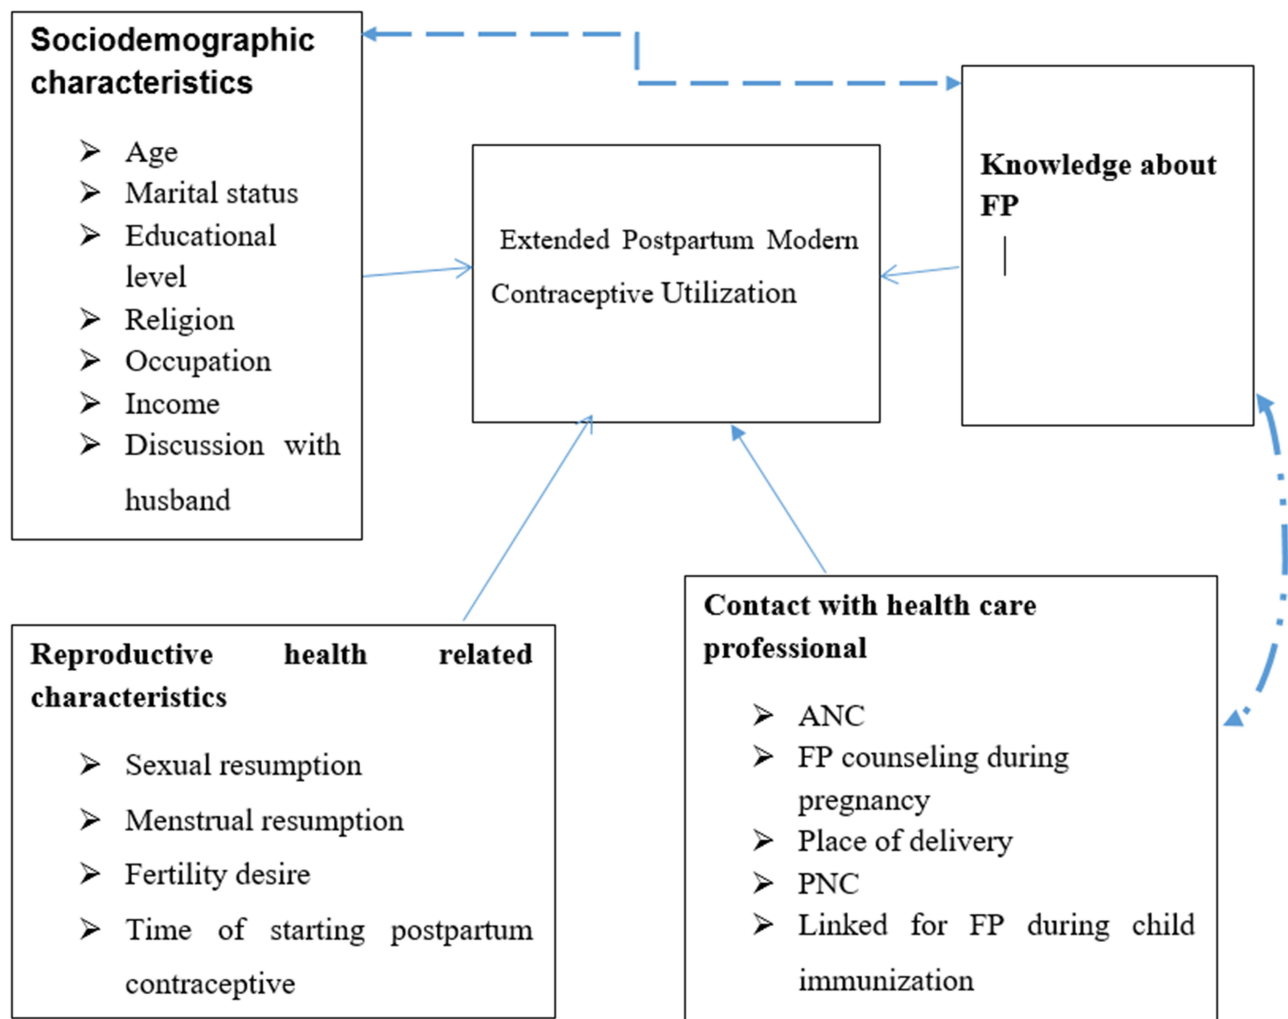 Sociodemographic
characteristics
➢ Age
➢ Marital status
➢ Educational
level
➢ Religion
➢ Occupation
➢ Income
➢ Discussion with
husband
Extended Postpartum Modern
Contraceptive Utilization
Knowledge about
FP
Reproductive health related
characteristics
➢ Sexual resumption
➢ Menstrual resumption
➢ Fertility desire
➢ Time of starting postpartum
contraceptive
Contact with health care
professional
➢ ANC
➢ FP counseling during
pregnancy
➢ Place of delivery
➢ PNC
➢ Linked for FP during child
immunization